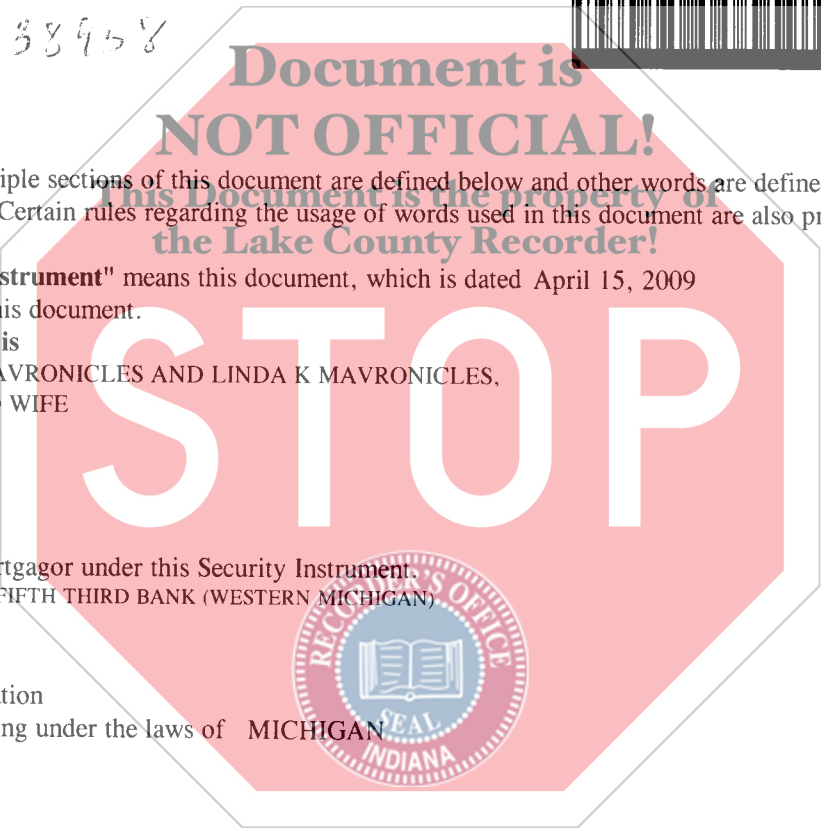 38958
Document is
NOT OFFICIAL!
This Document is the property of
the Lake County Recorder!
iple sections of this document are defined below and other words are define
Certain rules regarding the usage of words used in this document are also pr
strument" means this document, which is dated April 15, 2009
is document.
is
AVRONICLES AND LINDA K MAVRONICLES,
WIFE
STOP
rtgagor under this Security Instrument.
FIFTH THIRD BANK (WESTERN MICHIGAN)
RECORDER'S OFFICE
SEAL
INDIANA
tion
ng under the laws of MICHIGAN